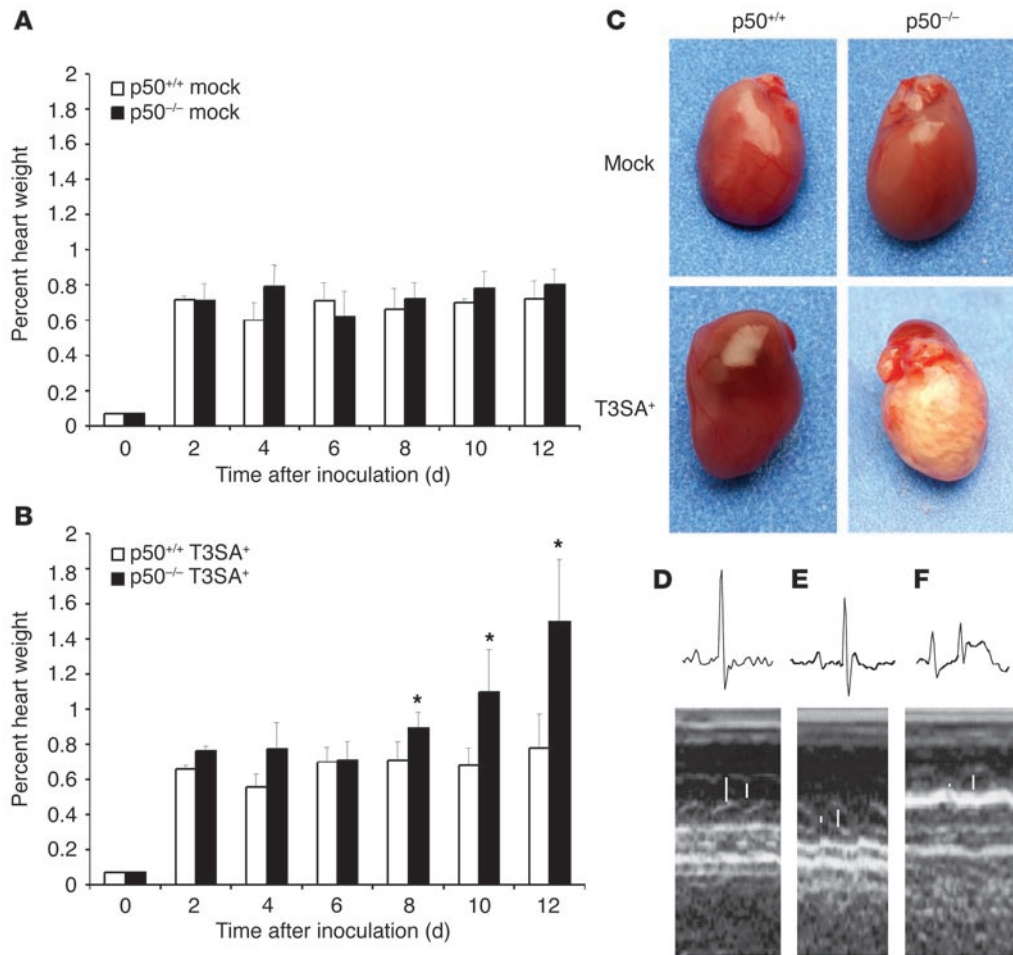 A
2
1.8
1.6
1.4
1.2
1
0.8
0.6
0.4
0.2
0
Percent heart weight
p50+/+ mock
p50–/– mock
0 2 4 6 8 10 12
Time after inoculation (d)
B
2
1.8
1.6
1.4
1.2
1
0.8
0.6
0.4
0.2
0
Percent heart weight
p50+/+ T3SA+
p50–/– T3SA+
* * *
0 2 4 6 8 10 12
Time after inoculation (d)
C
p50+/+ p50–/–
Mock
T3SA+
D E F